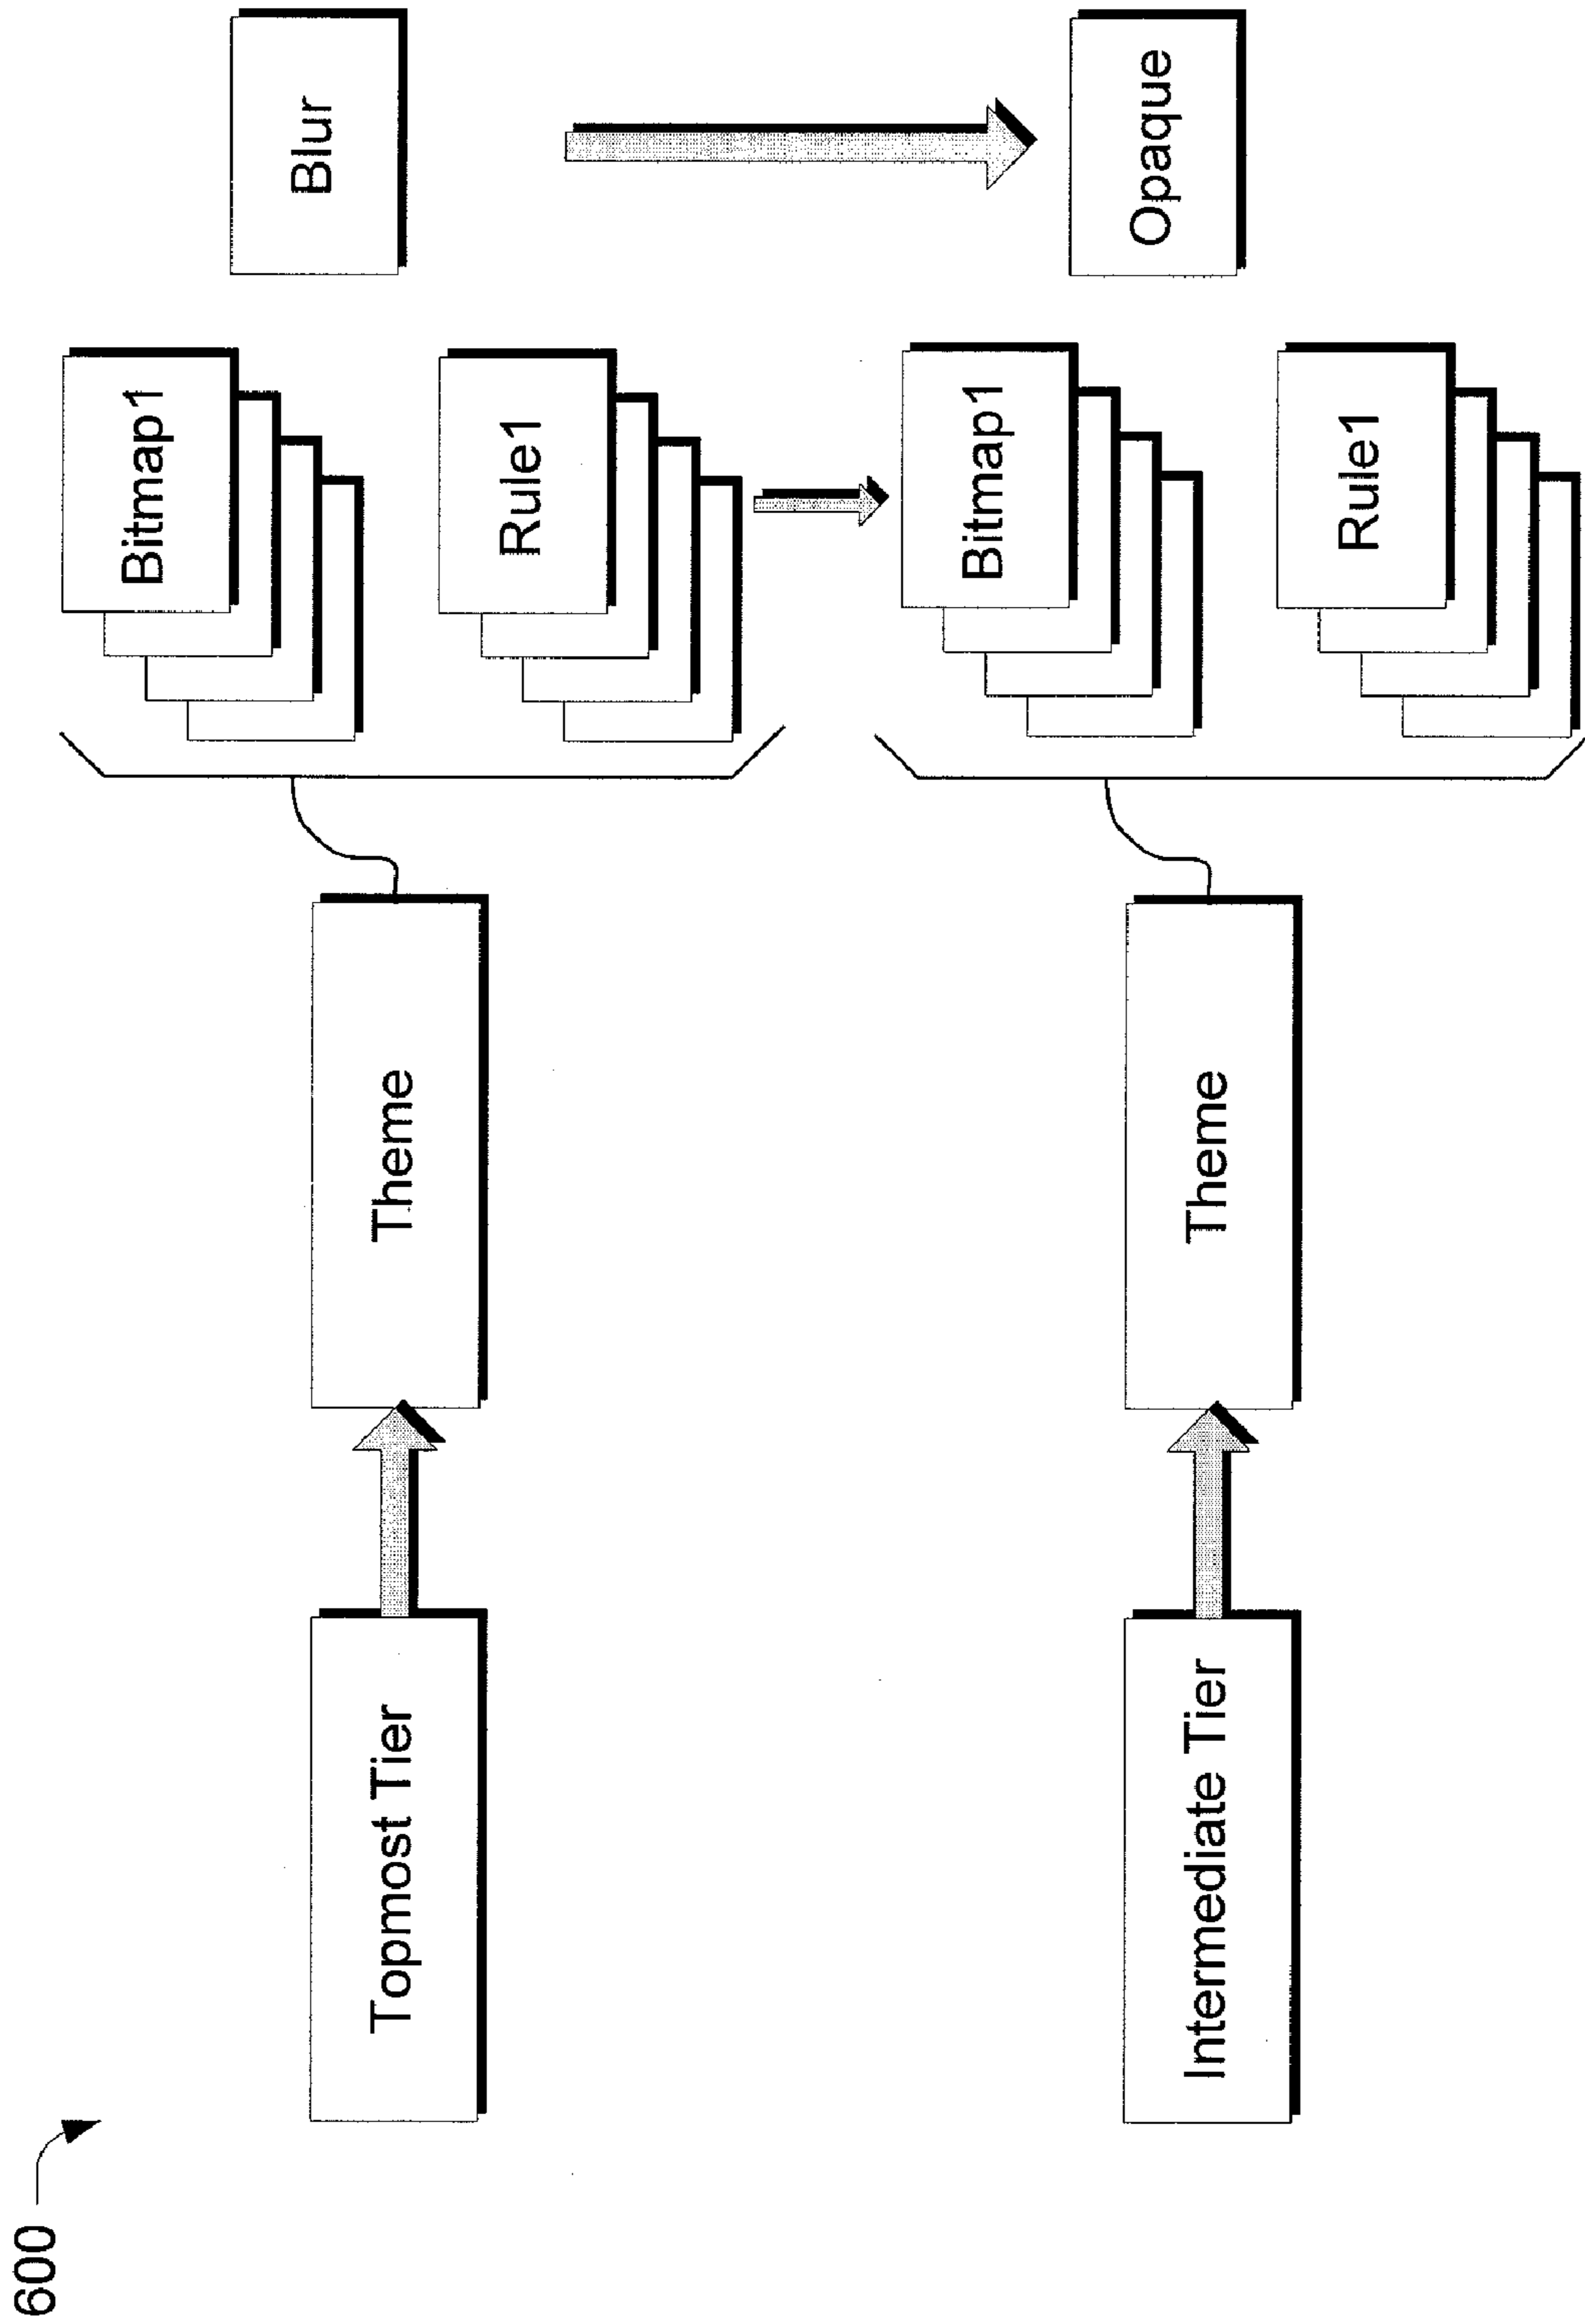 600
Topmost Tier
Theme
Bitmap1
Rule1
Blur
Intermediate Tier
Theme
Bitmap1
Rule1
Opaque